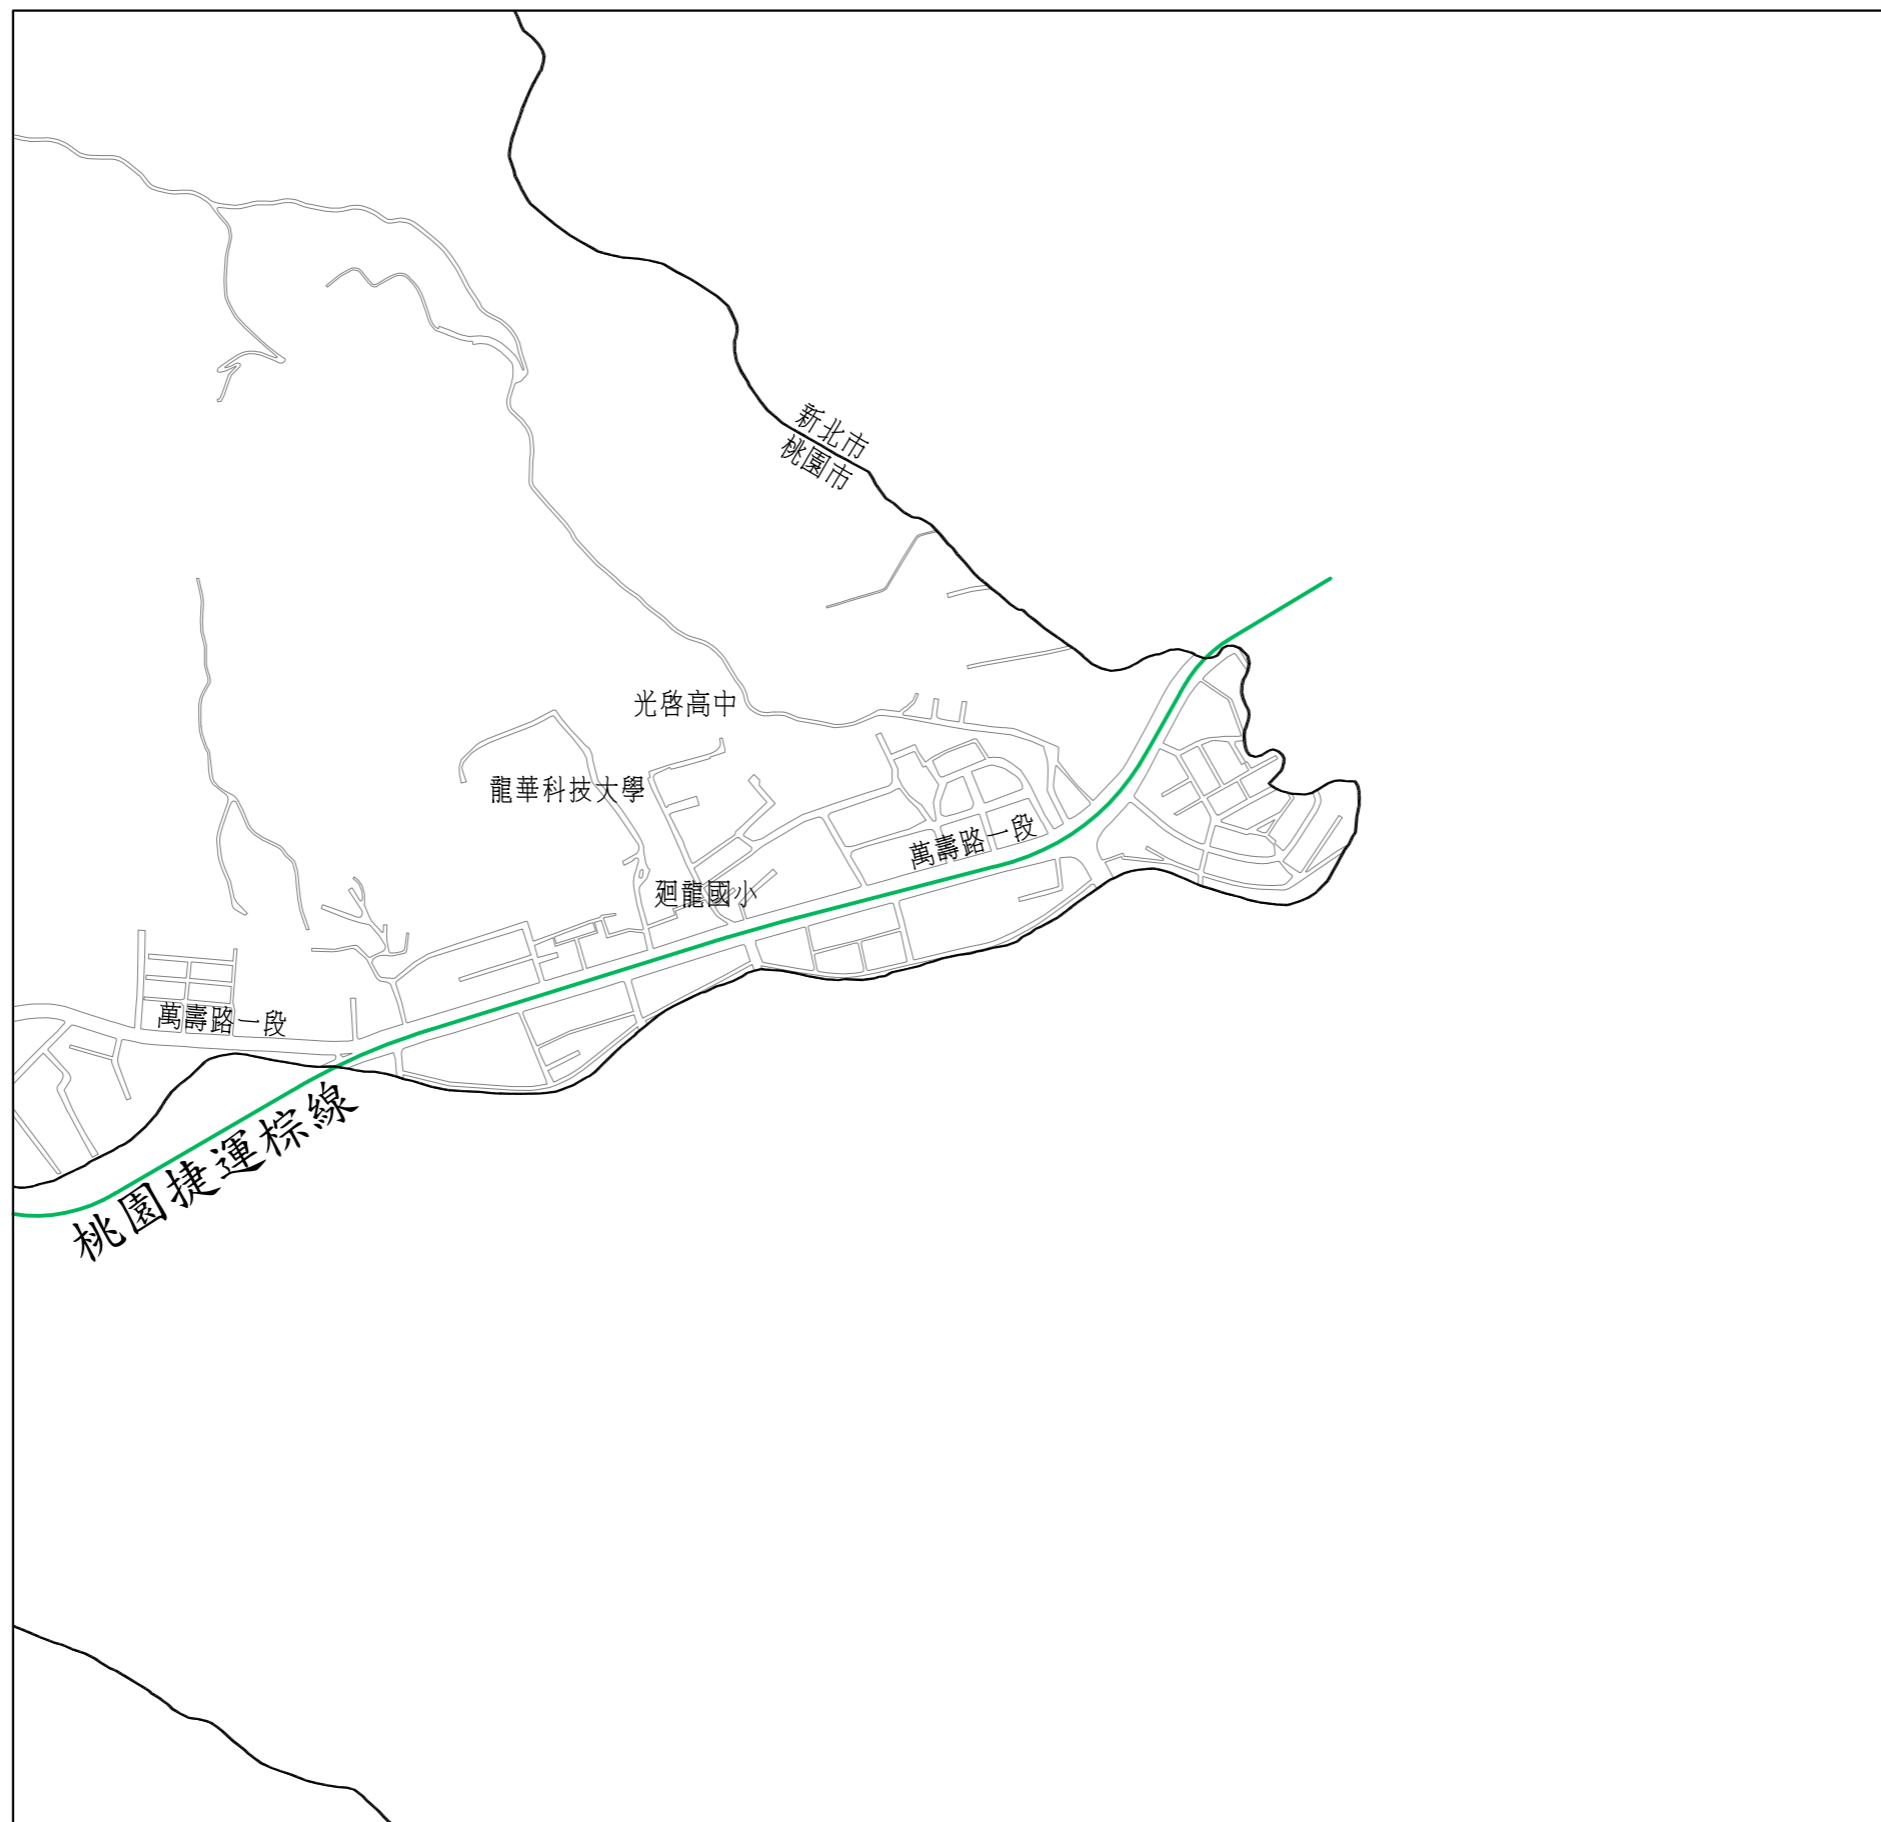 新北市
桃園市
光啓高中
龍華科技大學
萬壽路一段
廻龍國小
萬壽路一段
桃園捷運棕線